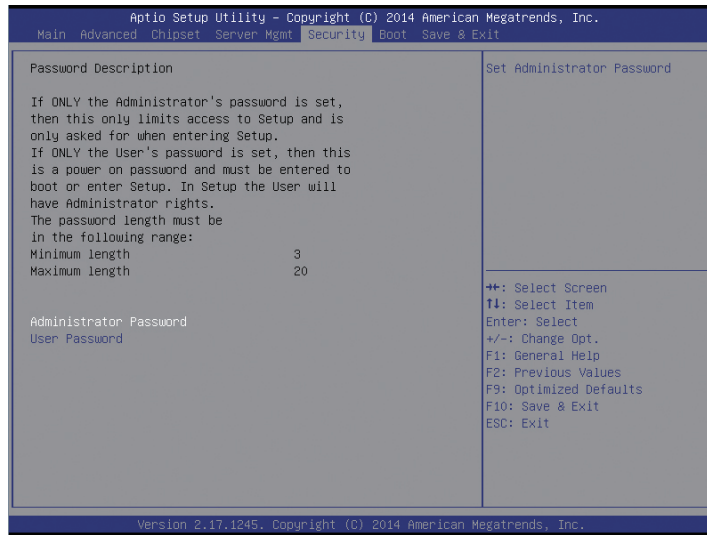 Aptio Setup Utility – Copyright (C) 2014 American Megatrends, Inc.
Main Advanced Chipset Server Mgmt Security Boot Save & Exit
Password Description
If ONLY the Administrator's password is set,
then this only limits access to Setup and is
only asked for when entering Setup.
If ONLY the User's password is set, then this
is a power on password and must be entered to
boot or enter Setup. In Setup the User will
have Administrator rights.
The password length must be
in the following range:
Minimum length 3
Maximum length 20
Administrator Password
User Password
Set Administrator Password
→←: Select Screen
↑↓: Select Item
Enter: Select
+/-: Change Opt.
F1: General Help
F2: Previous Values
F9: Optimized Defaults
F10: Save & Exit
ESC: Exit
Version 2.17.1245. Copyright (C) 2014 American Megatrends, Inc.